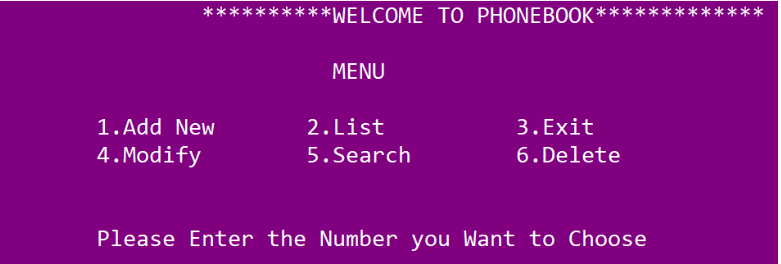 **********WELCOME TO PHONEBOOK*************
MENU
1.Add New 2.List 3.Exit
4.Modify 5.Search 6.Delete
Please Enter the Number you Want to Choose